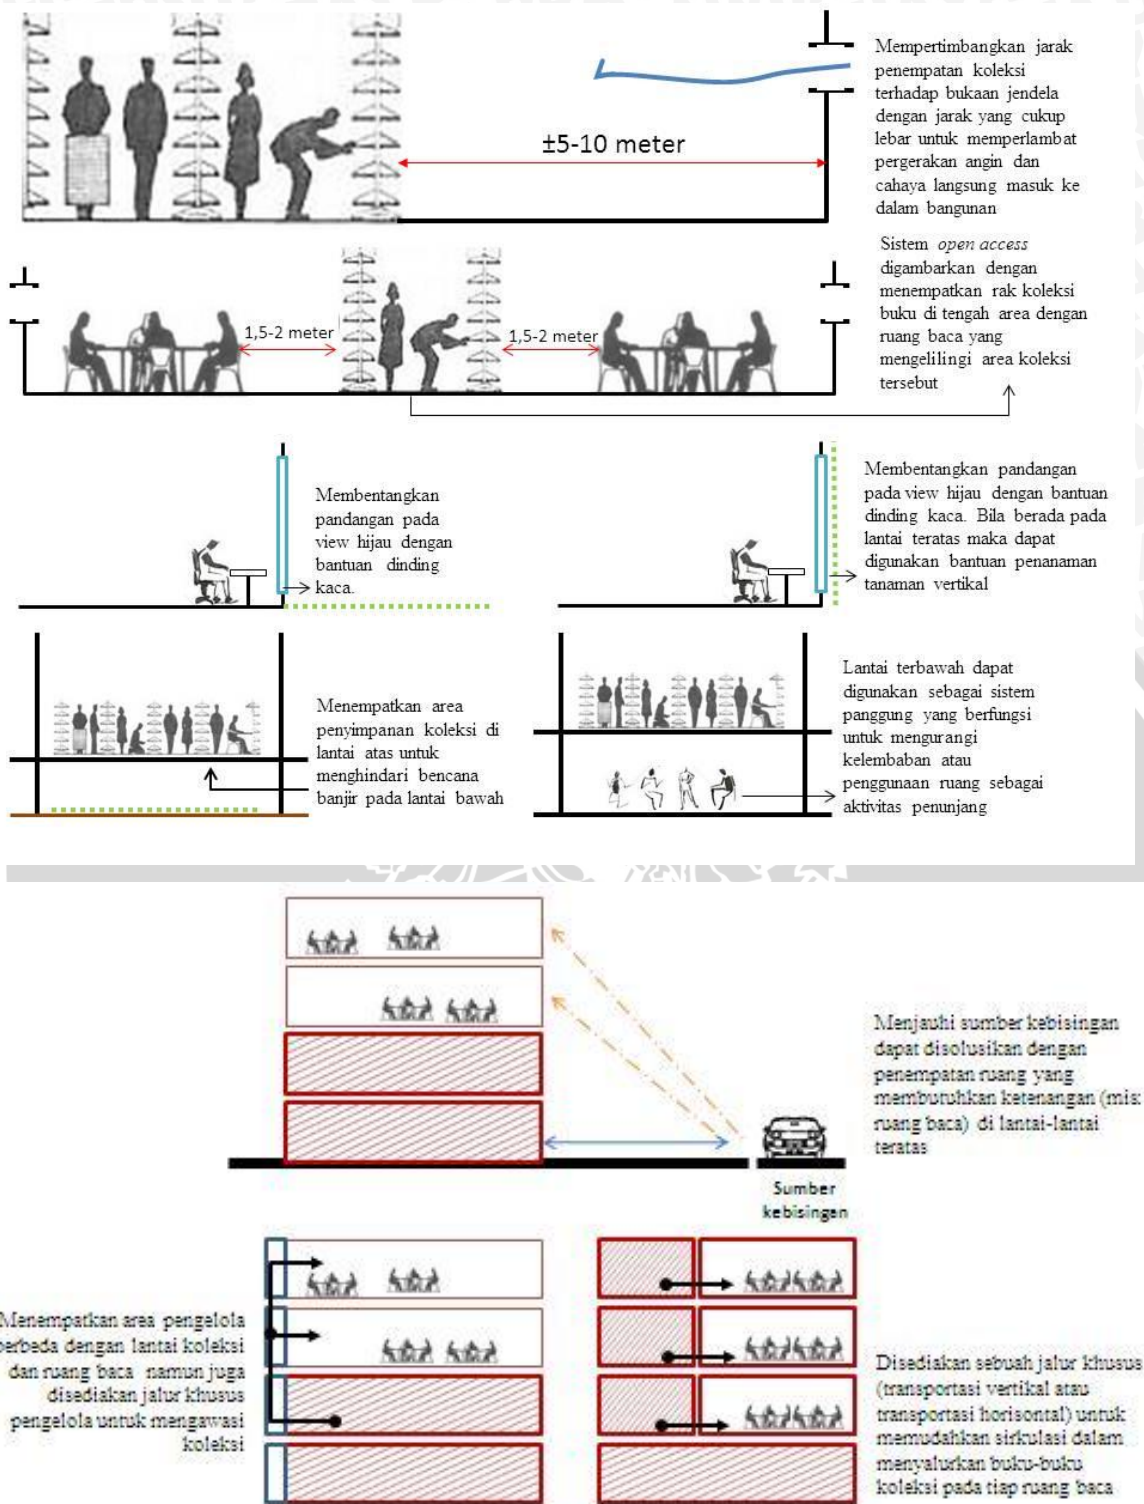 Mempertimbangkan jarak
penempatan koleksi
terhadap bukaan jendela
dengan jarak yang cukup
lebar untuk memperlambat
pergerakan angin dan
cahaya langsung masuk ke
dalam bangunan
±5-10 meter
Sistem open access
digambarkan dengan
menempatkan rak koleksi
buku di tengah area dengan
ruang baca yang
mengelilingi area koleksi
tersebut
1,5-2 meter
1,5-2 meter
Membentangkan
pandangan pada
view hijau dengan
bantuan dinding
kaca.
Membentangkan pandangan
pada view hijau dengan bantuan
dinding kaca. Bila berada pada
lantai teratas maka dapat
digunakan bantuan penanaman
tanaman vertikal
Menempatkan area
penyimpanan koleksi di
lantai atas untuk
menghindari bencana
banjir pada lantai bawah
Lantai terbawah dapat
digunakan sebagai sistem
panggung yang berfungsi
untuk mengurangi
kelembaban atau
penggunaan ruang sebagai
aktivitas penunjang
Menjauhi sumber kebisingan
dapat disolusikan dengan
penempatan ruang yang
membutuhkan ketenangan (mis:
ruang baca) di lantai-lantai
teratas
Sumber
kebisingan
Menempatkan area pengelola
berbeda dengan lantai koleksi
dan ruang baca namun juga
disediakan jalur khusus
pengelola untuk mengawasi
koleksi
Disediakan sebuah jalur khusus
(transportasi vertikal atau
transportasi horisontal) untuk
memudahkan sirkulasi dalam
menyalurkan buku-buku
koleksi pada tiap ruang baca